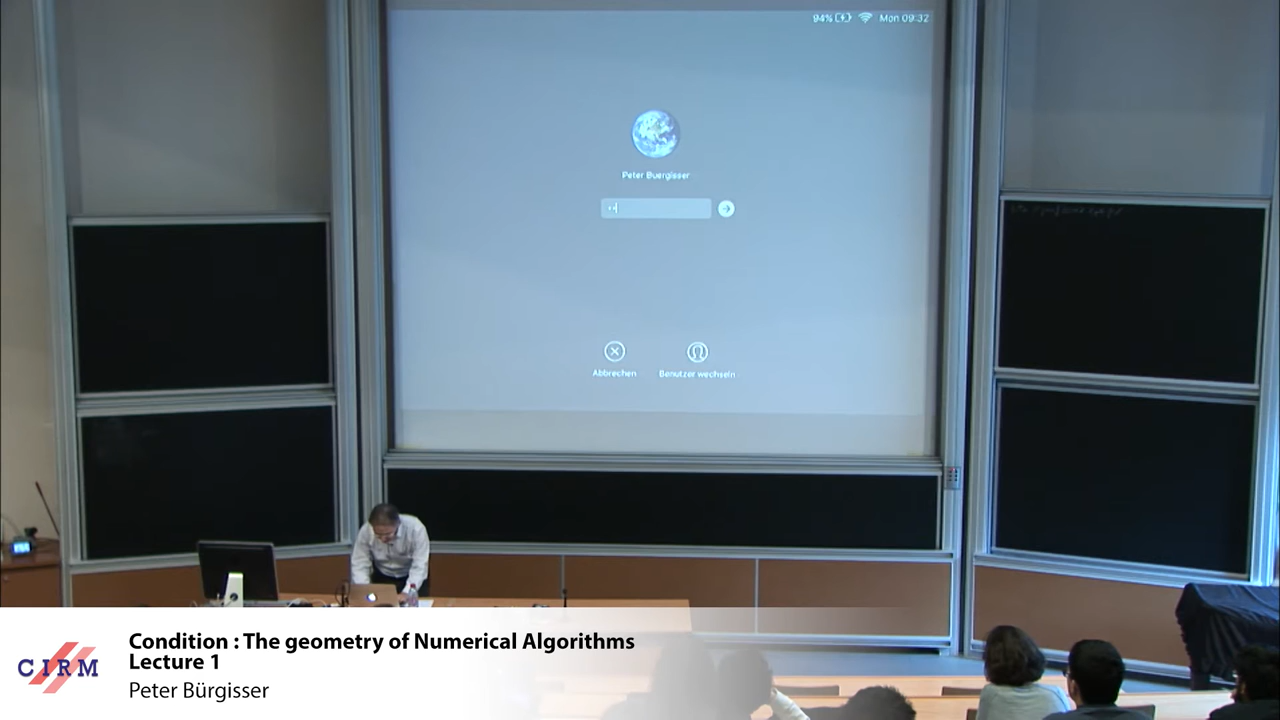 94% Mon 09:32
Peter Buergisser
Abbrechen
Benutzer wechseln
CIRM
Condition : The geometry of Numerical Algorithms
Lecture 1
Peter Bürgisser